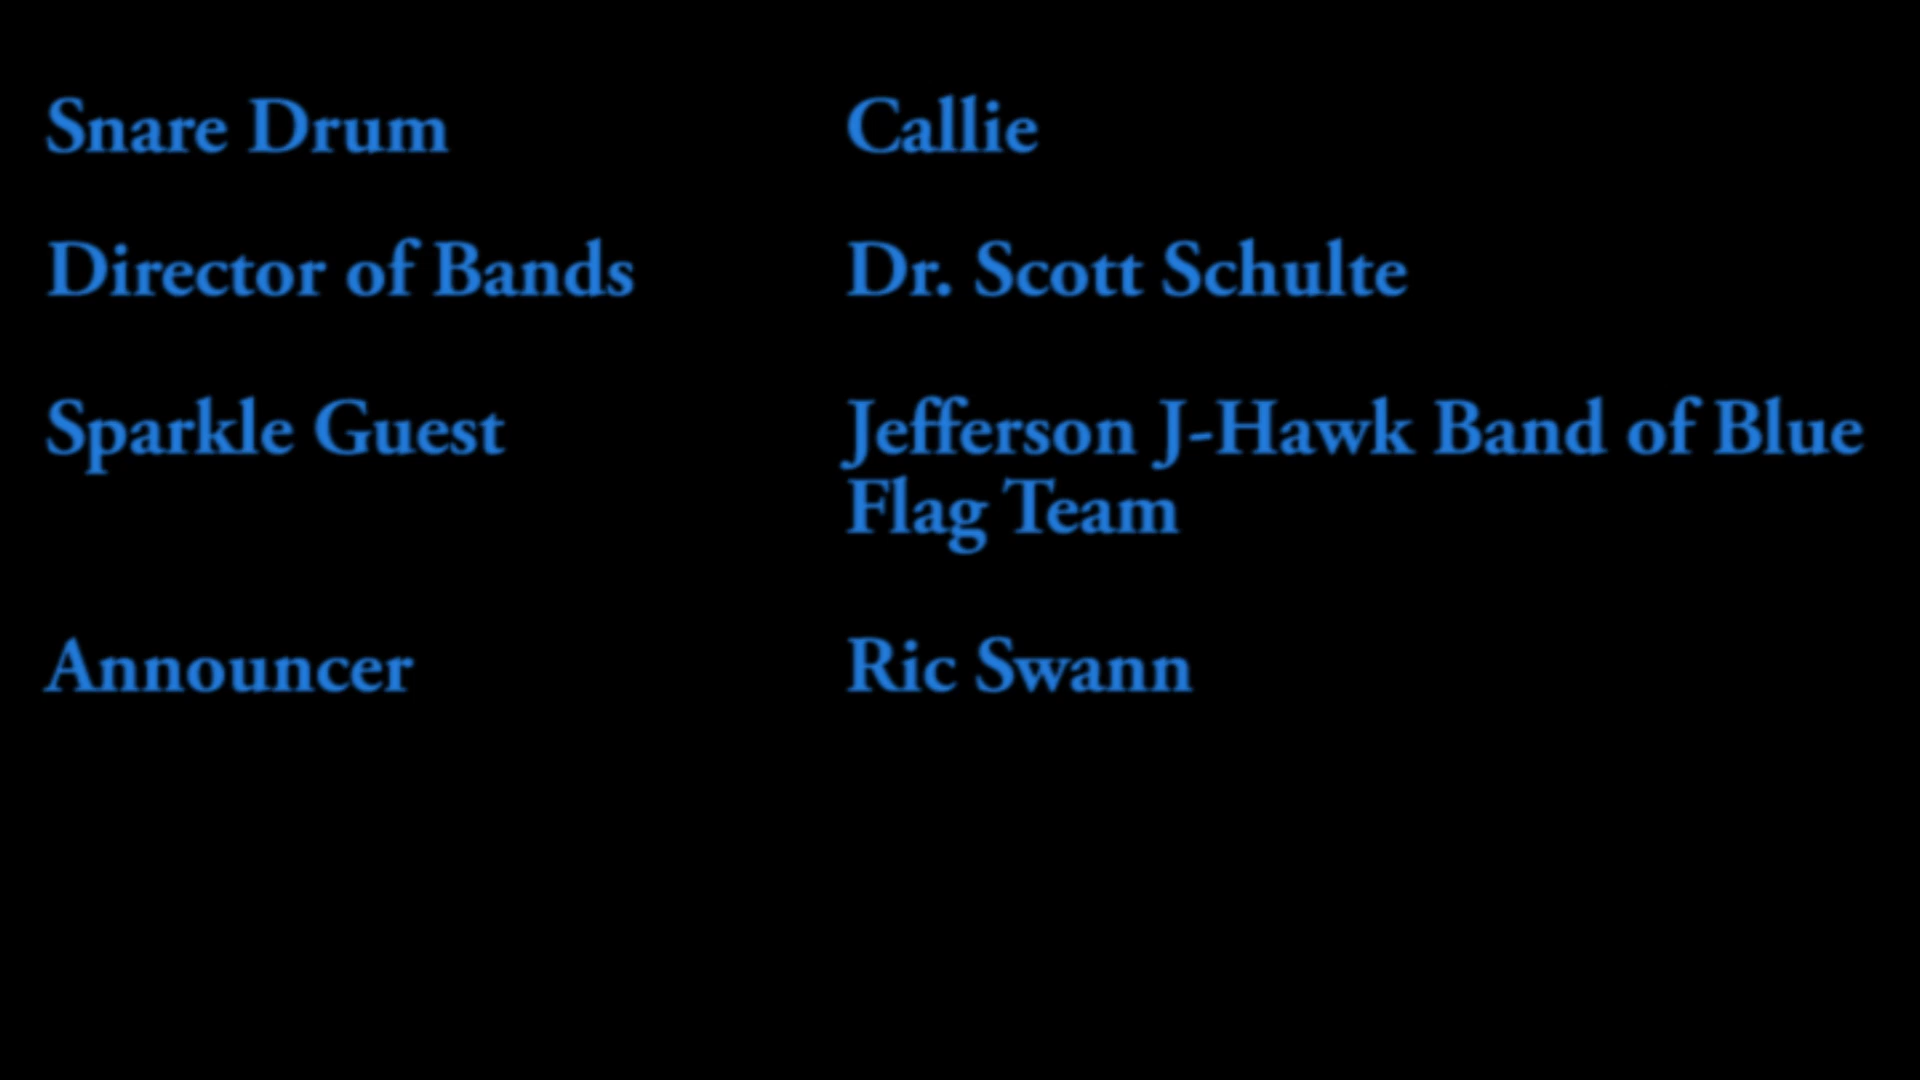 Snare Drum Callie
Director of Bands Dr. Scott Schulte
Sparkle Guest Jefferson J-Hawk Band of Blue
Flag Team
Announcer Ric Swann